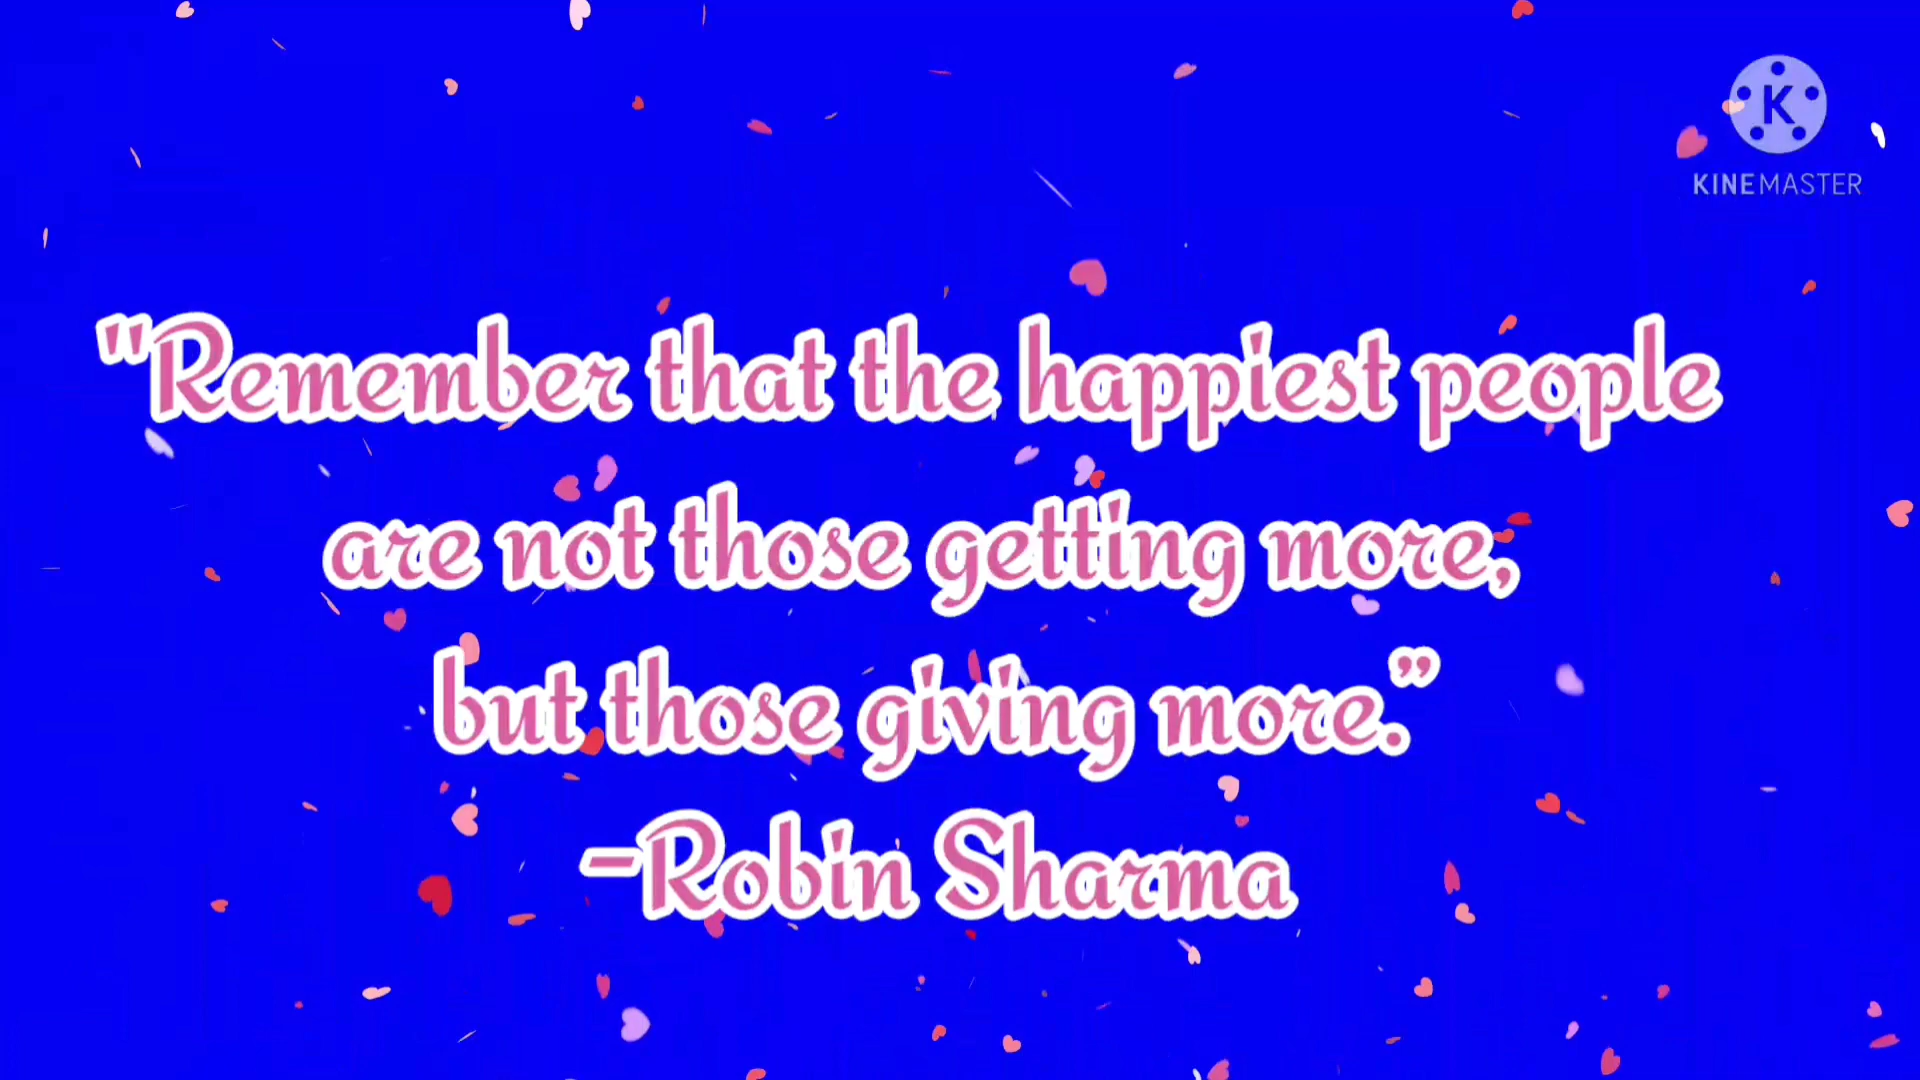 K
KINEMASTER
"Remember that the happiest people
are not those getting more,
but those giving more.”
-Robin Sharma